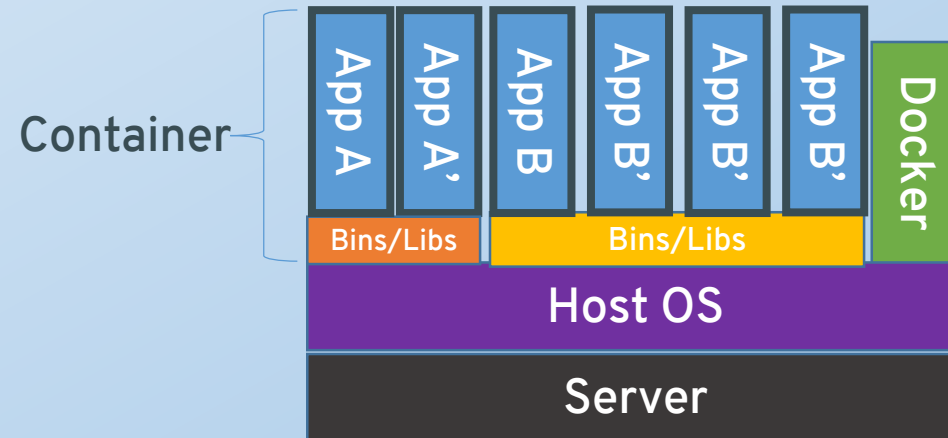 Container
App A
App A’
App B
App B’
App B’
App B’
Docker
Bins/Libs
Bins/Libs
Host OS
Server